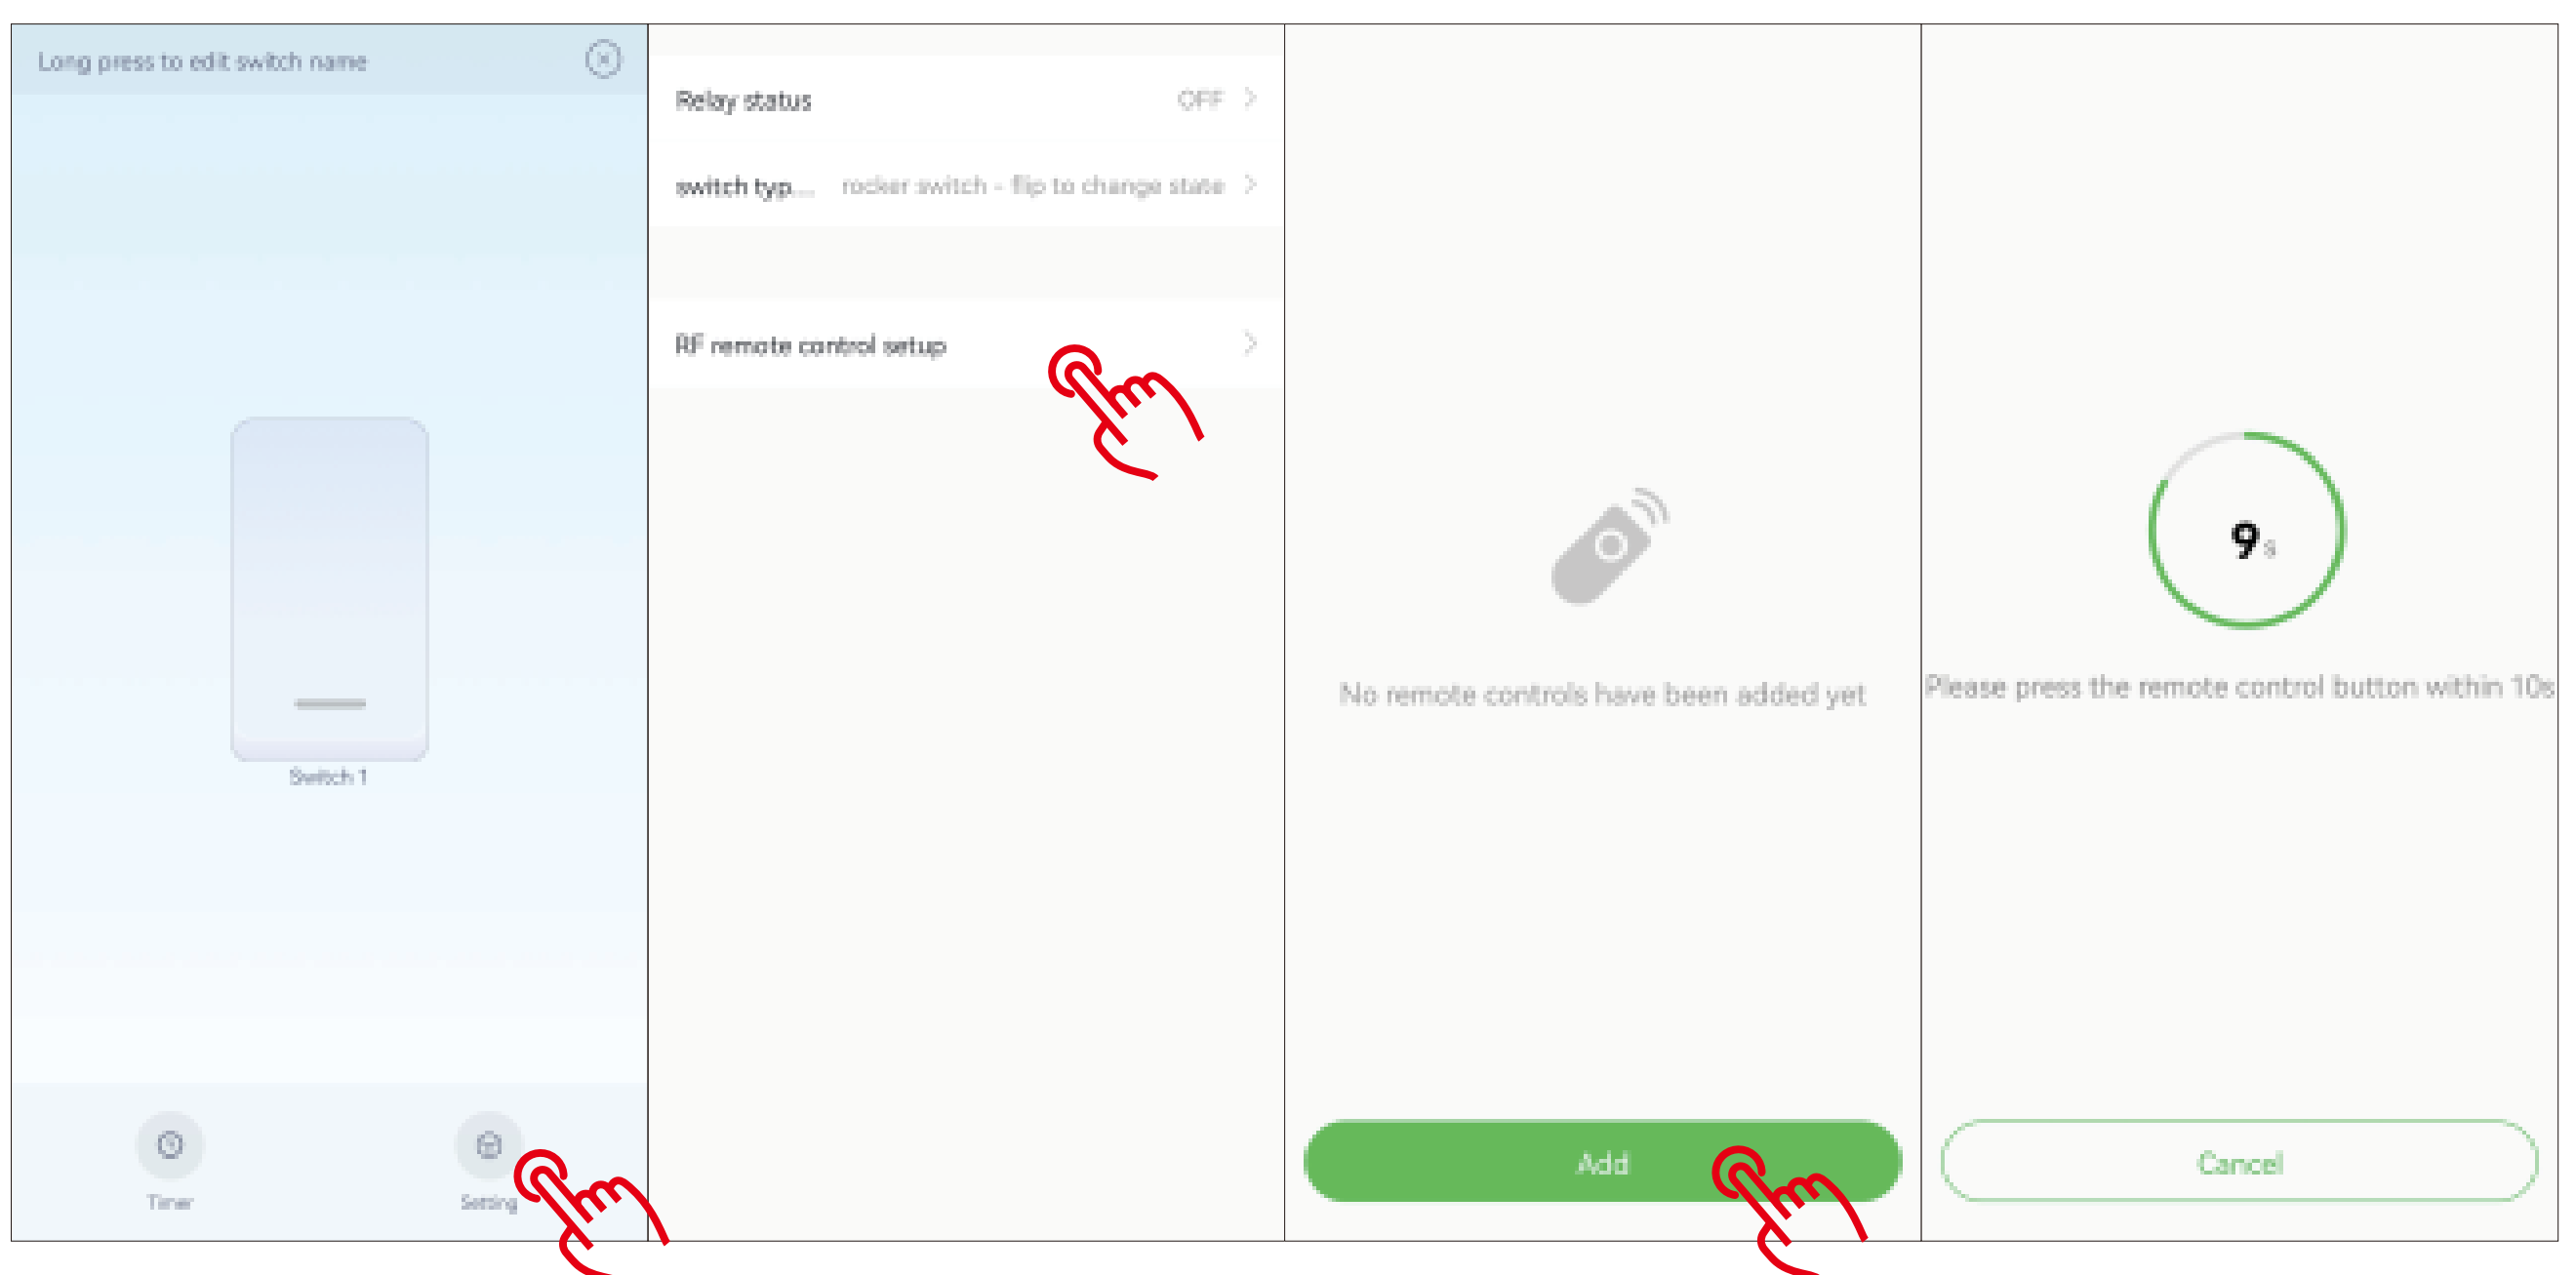 Long press to edit switch name
Switch 1
Timer
Setting
Relay status OFF
switch typ... rocker switch - flip to change state
RF remote control setup
No remote controls have been added yet
Add
9 s
Please press the remote control button within 10s
Cancel